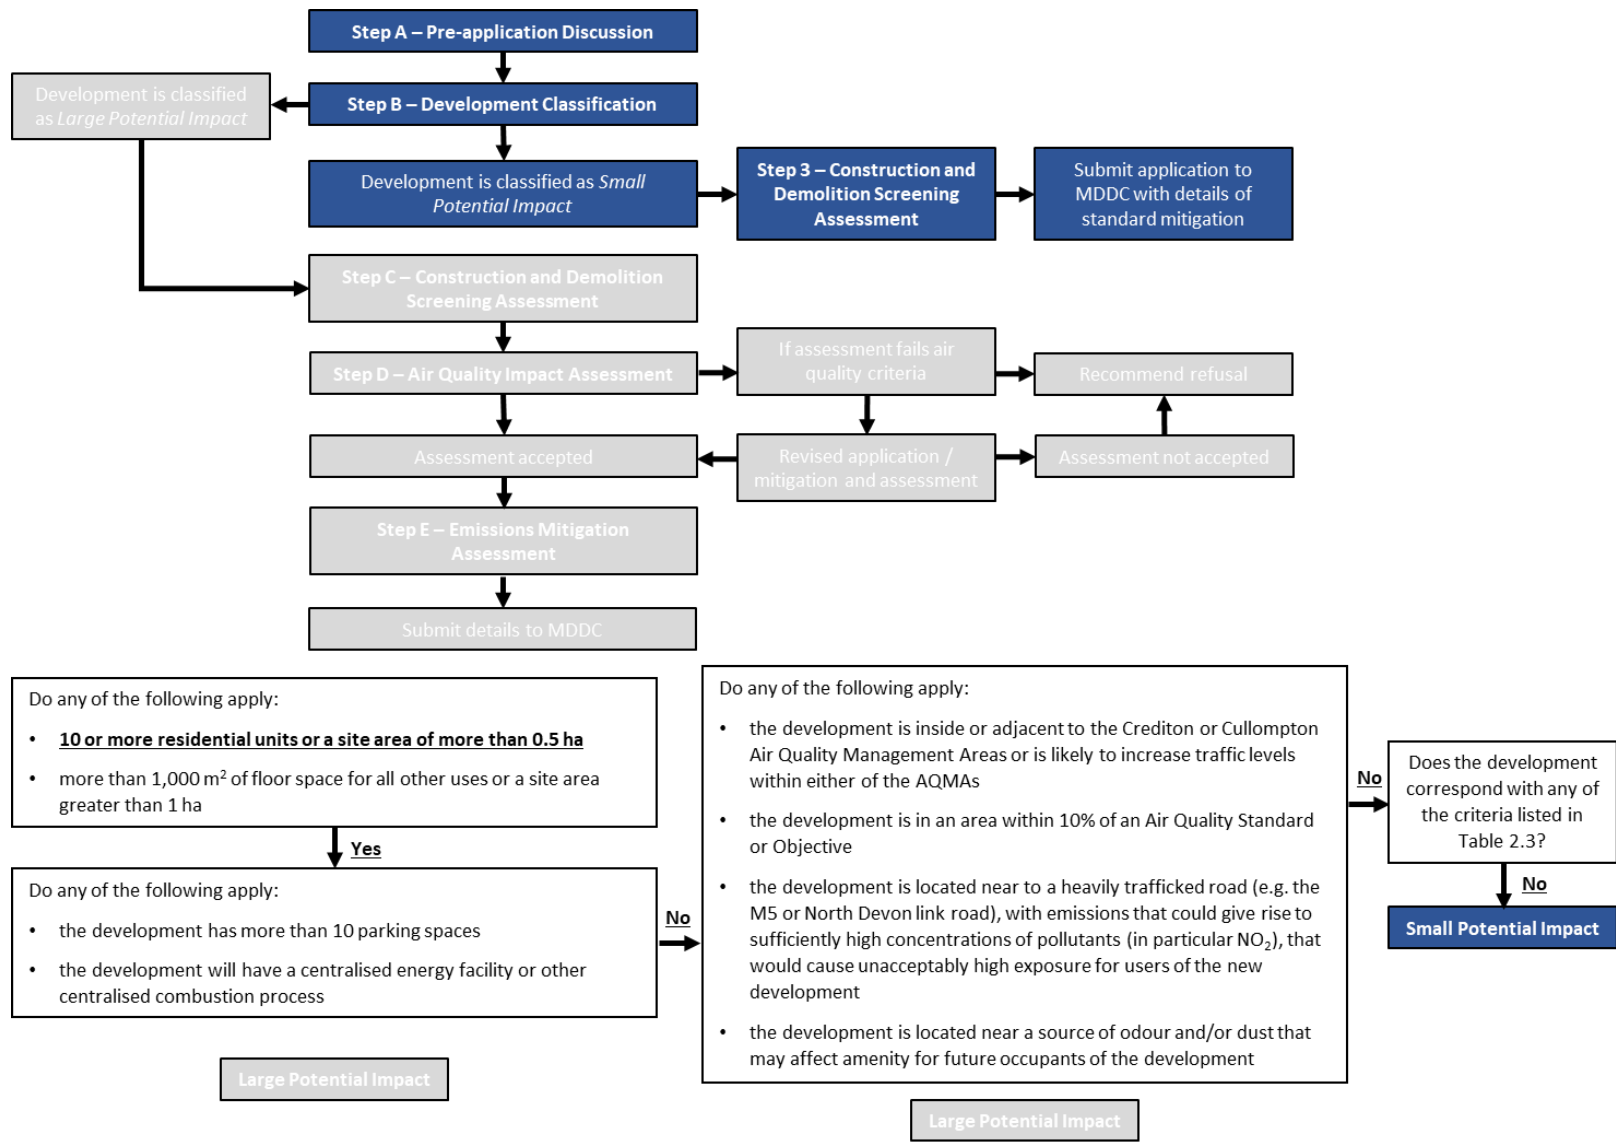 Step A – Pre-application Discussion
Development is classified
as Large Potential Impact
Step B – Development Classification
Development is classified as Small
Potential Impact
Step 3 – Construction and
Demolition Screening
Assessment
Submit application to
MDDC with details of
standard mitigation
Step C – Construction and Demolition
Screening Assessment
Step D – Air Quality Impact Assessment
If assessment fails air
quality criteria
Recommend refusal
Assessment accepted
Revised application /
mitigation and assessment
Assessment not accepted
Step E – Emissions Mitigation
Assessment
Submit details to MDDC
Do any of the following apply:
• 10 or more residential units or a site area of more than 0.5 ha
• more than 1,000 m² of floor space for all other uses or a site area
greater than 1 ha
Yes
Do any of the following apply:
• the development has more than 10 parking spaces
• the development will have a centralised energy facility or other
centralised combustion process
No
Large Potential Impact
Do any of the following apply:
• the development is inside or adjacent to the Crediton or Cullompton
Air Quality Management Areas or is likely to increase traffic levels
within either of the AQMAs
• the development is in an area within 10% of an Air Quality Standard
or Objective
• the development is located near to a heavily trafficked road (e.g. the
M5 or North Devon link road), with emissions that could give rise to
sufficiently high concentrations of pollutants (in particular NO₂), that
would cause unacceptably high exposure for users of the new
development
• the development is located near a source of odour and/or dust that
may affect amenity for future occupants of the development
Large Potential Impact
No
Does the development
correspond with any of
the criteria listed in
Table 2.3?
No
Small Potential Impact